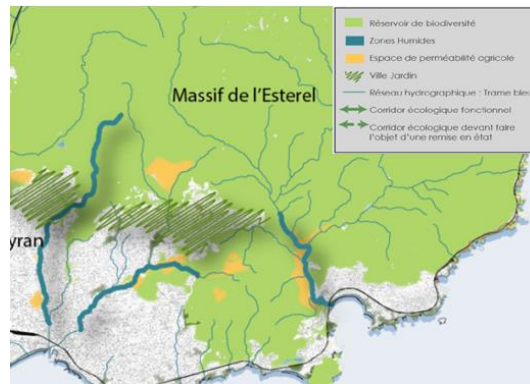 Réservoir de biodiversité
Zones Humides
Espace de perméabilité agricole
Ville Jardin
Réseau hydrographique : Trame bleu
Corridor écologique fonctionnel
Corridor écologique devant faire
l'objet d'une remise en état
Massif de l'Esterel
yran